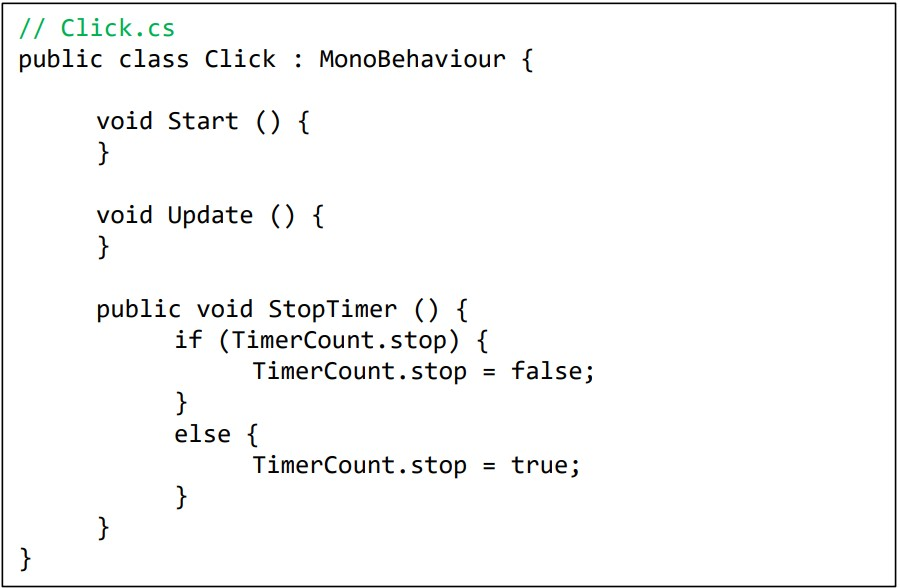 // Click.cs
public class Click : MonoBehaviour {
void Start () {
}
void Update () {
}
public void StopTimer () {
if (TimerCount.stop) {
TimerCount.stop = false;
}
else {
TimerCount.stop = true;
}
}
}